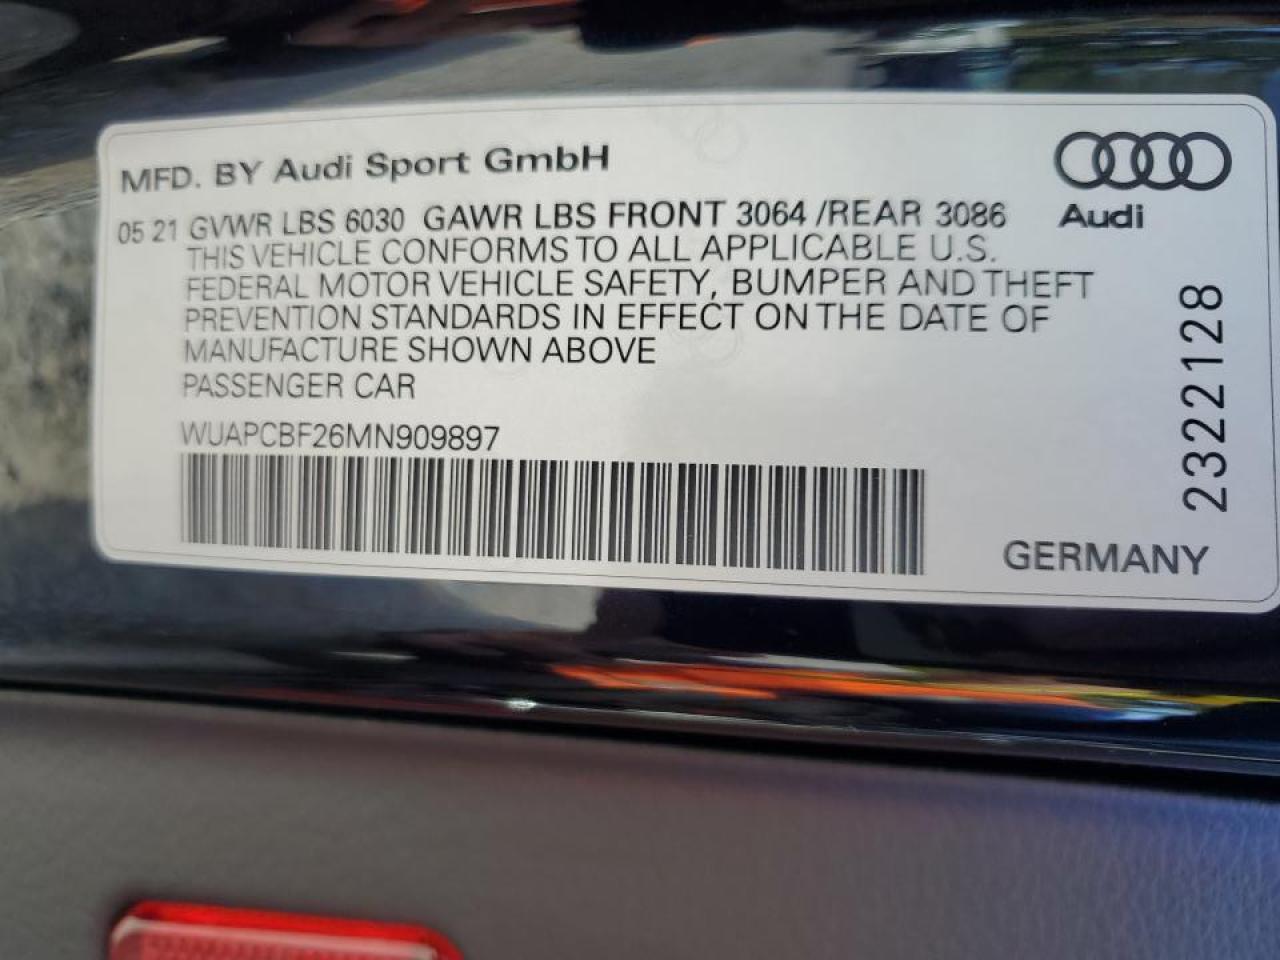 MFD. BY Audi Sport GmbH
05 21 GVWR LBS 6030 GAWR LBS FRONT 3064 /REAR 3086
THIS VEHICLE CONFORMS TO ALL APPLICABLE U.S.
FEDERAL MOTOR VEHICLE SAFETY, BUMPER AND THEFT
PREVENTION STANDARDS IN EFFECT ON THE DATE OF
MANUFACTURE SHOWN ABOVE
PASSENGER CAR
WUAPCBF26MN909897
Audi
2322128
GERMANY